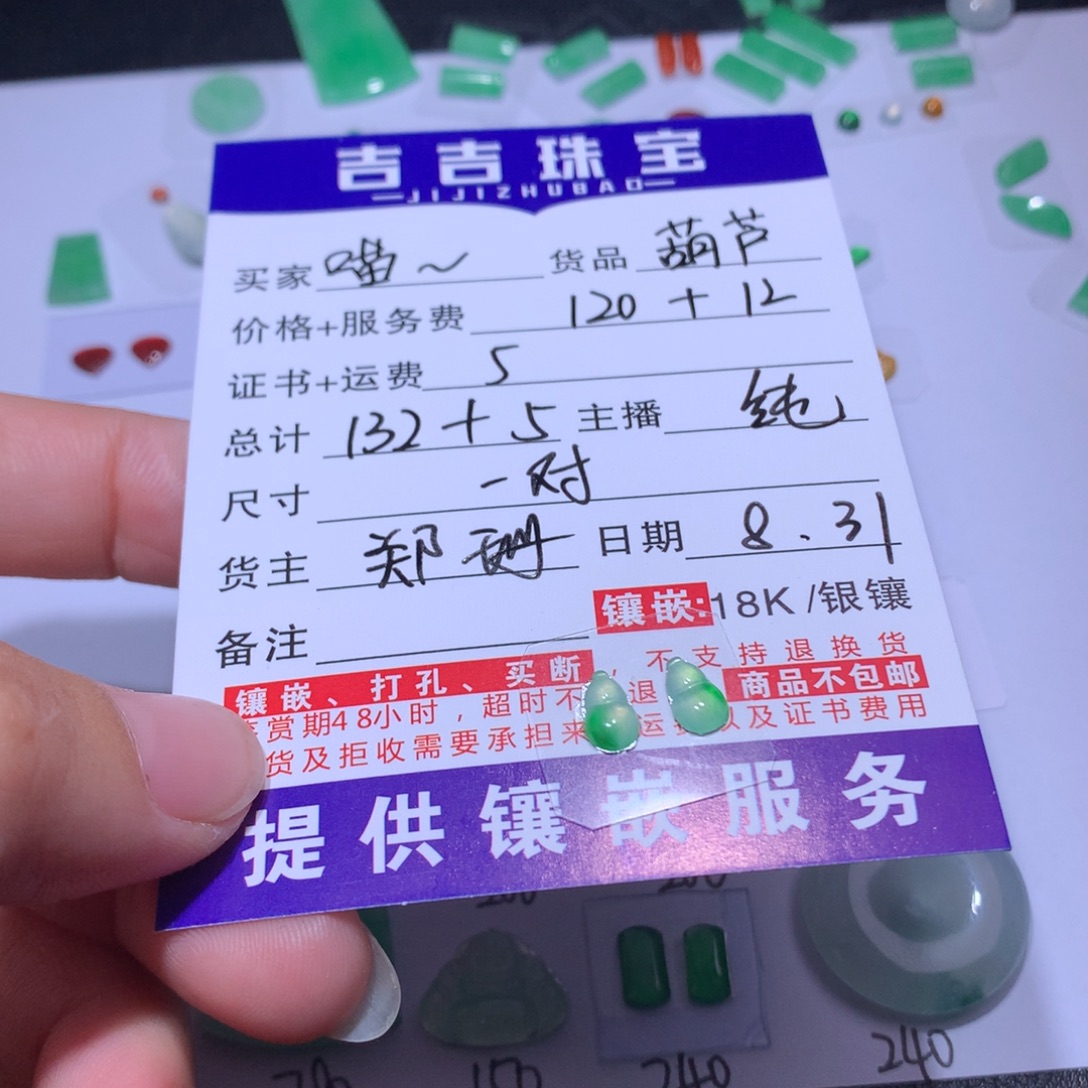 吉吉珠宝
JIJIZHUBAO
买家 喵~ 货品 葫芦
价格+服务费 120 + 12
证书+运费 5
总计 132 + 5 主播 纯
尺寸 一对
货主 郑珊 日期 8.31
备注
镶嵌:18K /银镶
镶嵌、打孔、买断,不支持退换货
赏期48小时,超时不退 商品不包邮
货及拒收需要承担来 运 以及证书费用
提供镶嵌服务
150 240 240